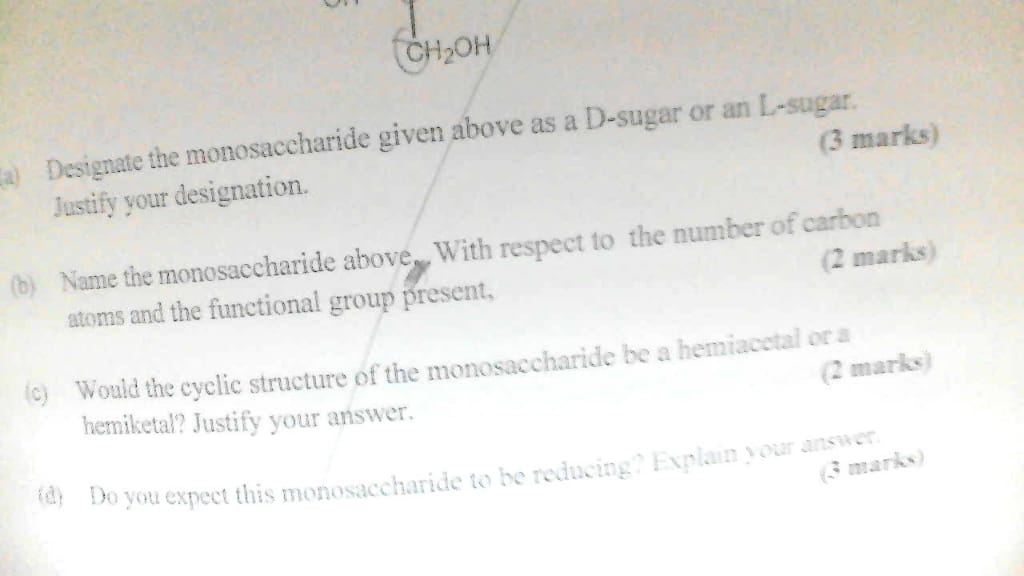 CH₂OH
(a) Designate the monosaccharide given above as a D-sugar or an L-sugar.
Justify your designation.
(3 marks)
(b) Name the monosaccharide above, With respect to the number of carbon
atoms and the functional group present,
(2 marks)
(c) Would the cyclic structure of the monosaccharide be a hemiacetal or a
hemiketal? Justify your answer.
(2 marks)
(d) Do you expect this monosaccharide to be reducing? Explain your answer.
(3 marks)